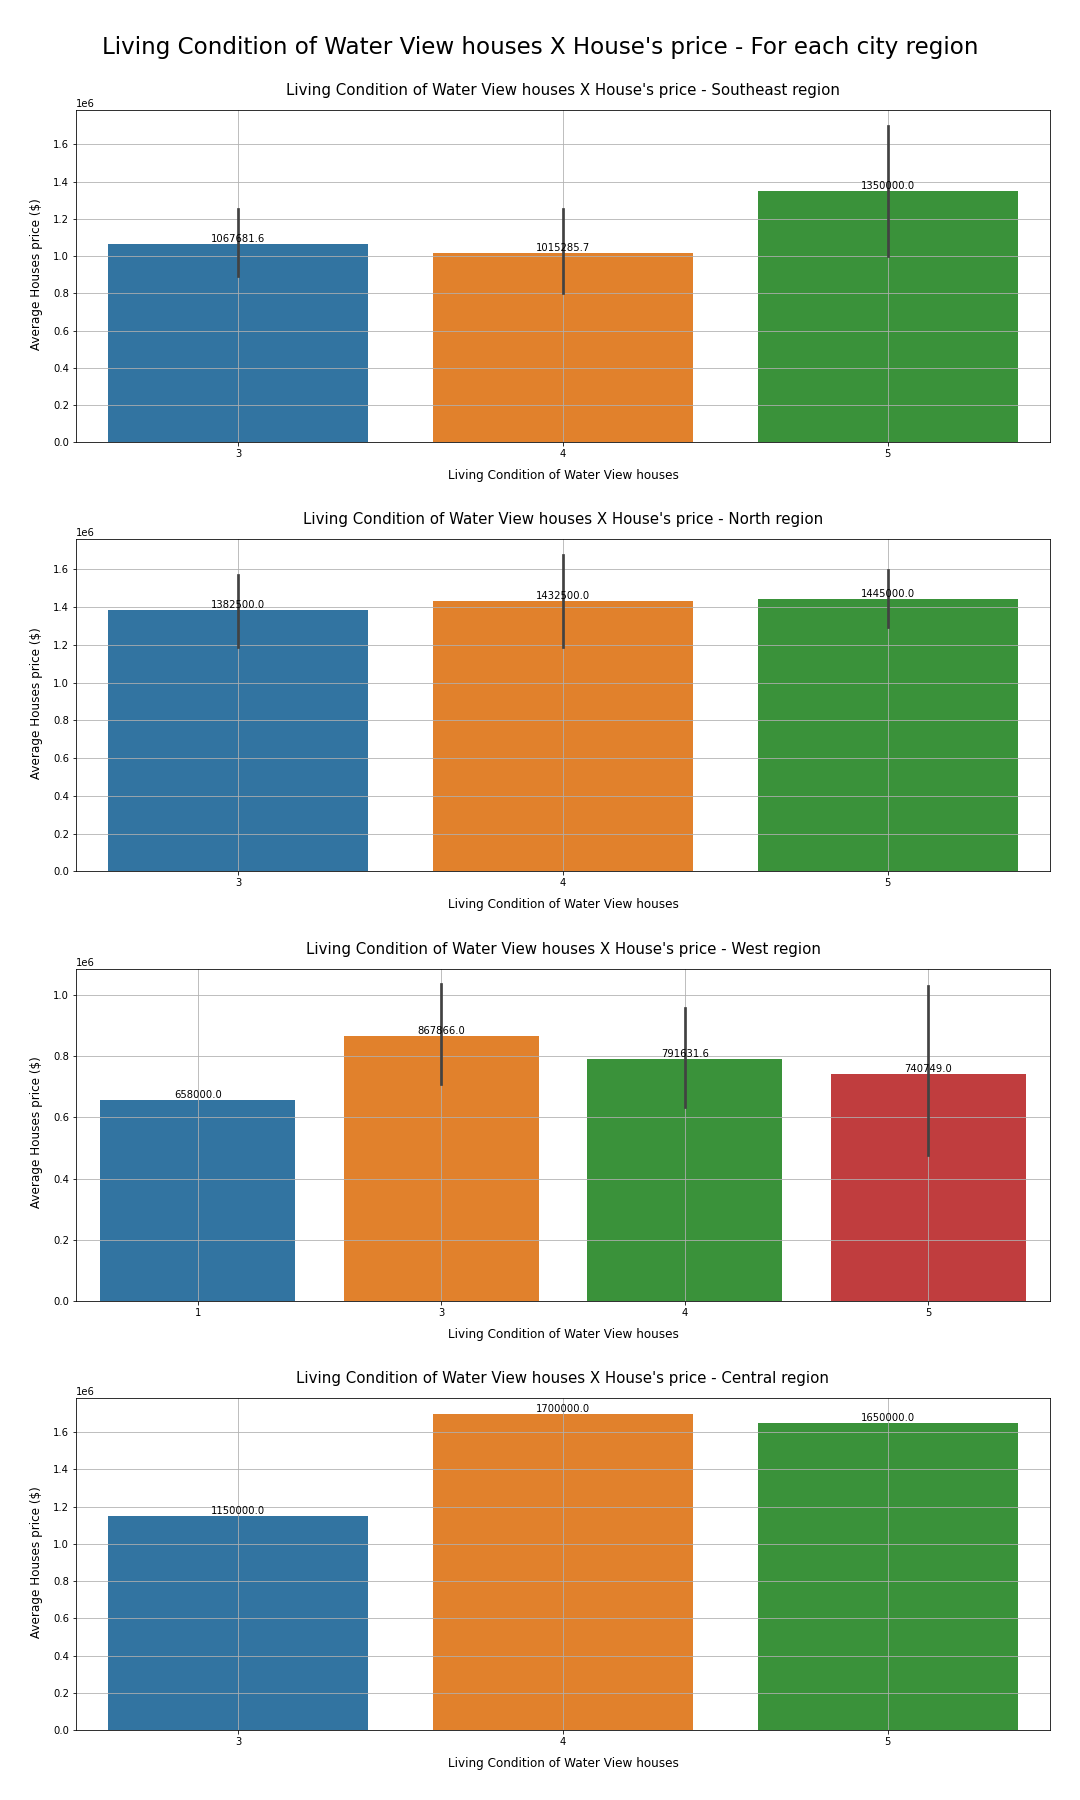 Living Condition of Water View houses X House's price - For each city region
Living Condition of Water View houses X House's price - Southeast region
1e6
1.6
1.4
1.2
1.0
0.8
0.6
0.4
0.2
0.0
Average Houses price ($)
1067681.6
1015285.7
1350000.0
3 4 5
Living Condition of Water View houses
Living Condition of Water View houses X House's price - North region
1e6
1.6
1.4
1.2
1.0
0.8
0.6
0.4
0.2
0.0
Average Houses price ($)
1382500.0
1432500.0
1445000.0
3 4 5
Living Condition of Water View houses
Living Condition of Water View houses X House's price - West region
1e6
1.0
0.8
0.6
0.4
0.2
0.0
Average Houses price ($)
658000.0
867866.0
791631.6
740749.0
1 3 4 5
Living Condition of Water View houses
Living Condition of Water View houses X House's price - Central region
1e6
1.6
1.4
1.2
1.0
0.8
0.6
0.4
0.2
0.0
Average Houses price ($)
1150000.0
1700000.0
1650000.0
3 4 5
Living Condition of Water View houses